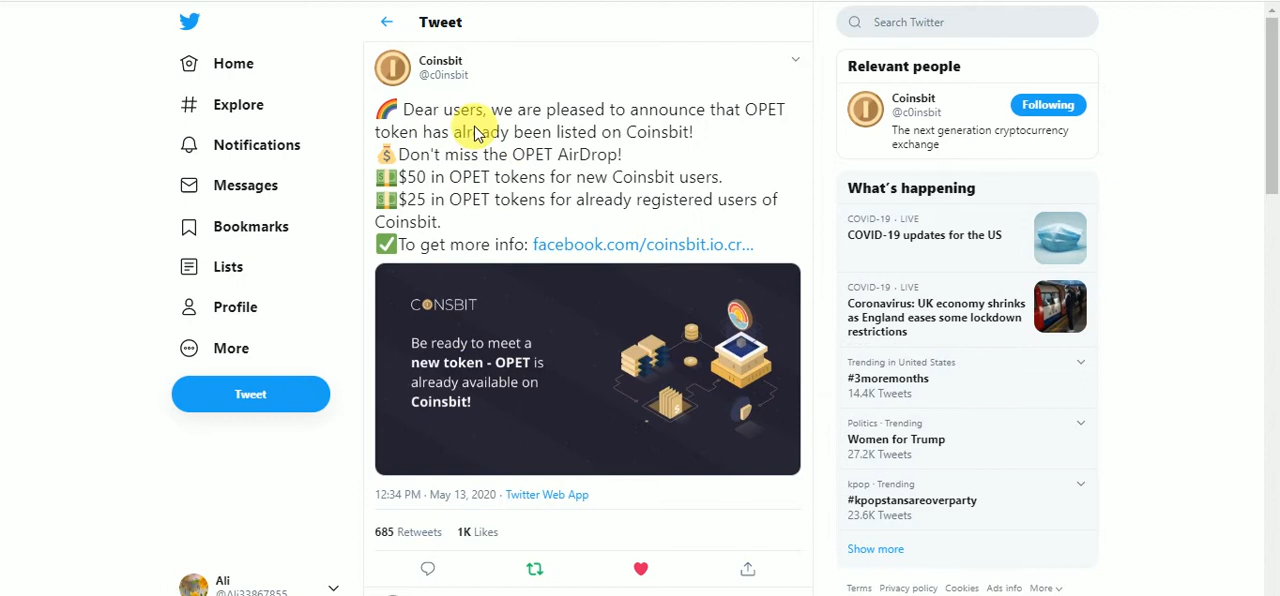 Tweet
Search Twitter
Home
Explore
Notifications
Messages
Bookmarks
Lists
Profile
More
Tweet
Ali
@Ali33867855
Coinsbit
@c0insbit
🌈 Dear users, we are pleased to announce that OPET
token has already been listed on Coinsbit!
💰Don't miss the OPET AirDrop!
💵$50 in OPET tokens for new Coinsbit users.
💵$25 in OPET tokens for already registered users of
Coinsbit.
✅To get more info: facebook.com/coinsbit.io.cr...
COINSBIT
Be ready to meet a
new token - OPET is
already available on
Coinsbit!
12:34 PM · May 13, 2020 · Twitter Web App
685 Retweets 1K Likes
Relevant people
Coinsbit
@c0insbit
Following
The next generation cryptocurrency
exchange
What's happening
COVID-19 · LIVE
COVID-19 updates for the US
COVID-19 · LIVE
Coronavirus: UK economy shrinks
as England eases some lockdown
restrictions
Trending in United States
#3moremonths
14.4K Tweets
Politics · Trending
Women for Trump
27.2K Tweets
kpop · Trending
#kpopstansareoverparty
23.6K Tweets
Show more
Terms Privacy policy Cookies Ads info More